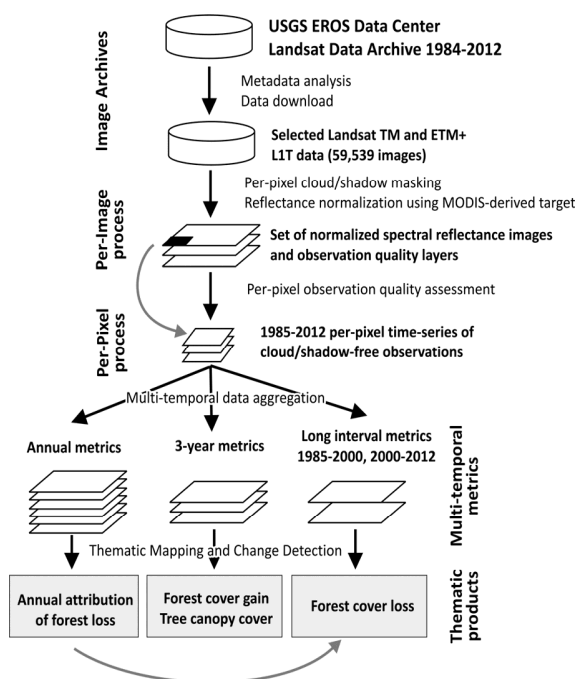 USGS EROS Data Center
Landsat Data Archive 1984-2012
Image Archives
Metadata analysis
Data download
Selected Landsat TM and ETM+
L1T data (59,539 images)
Per-pixel cloud/shadow masking
Reflectance normalization using MODIS-derived target
Per-Image
process
Set of normalized spectral reflectance images
and observation quality layers
Per-pixel observation quality assessment
Per-Pixel
process
1985-2012 per-pixel time-series of
cloud/shadow-free observations
Multi-temporal data aggregation
Annual metrics
3-year metrics
Long interval metrics
1985-2000, 2000-2012
Multi-temporal
metrics
Thematic Mapping and Change Detection
Annual attribution
of forest loss
Forest cover gain
Tree canopy cover
Forest cover loss
Thematic
products